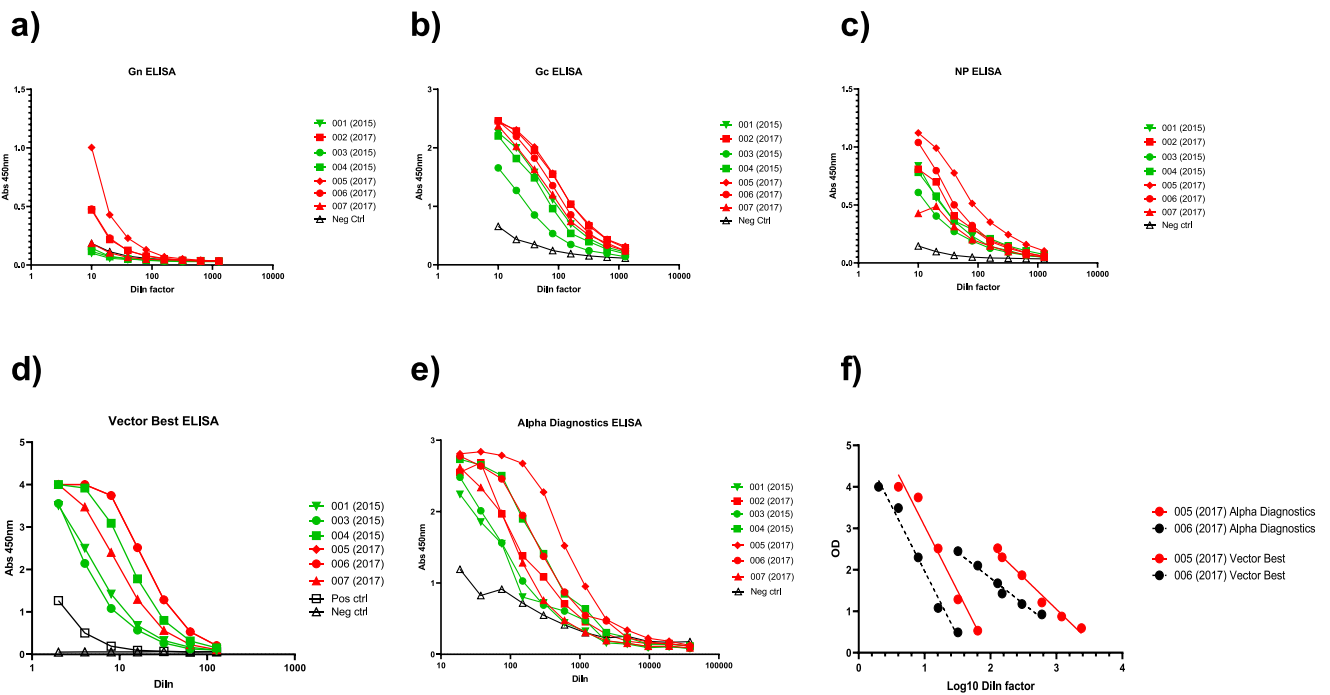 a)
Gn ELISA
1.5
1.0
0.5
0.0
Abs 450nm
1
10
100
1000
10000
Diln factor
001 (2015)
002 (2017)
003 (2015)
004 (2015)
005 (2017)
006 (2017)
007 (2017)
Neg Ctrl
b)
Gc ELISA
3
2
1
0
Abs 450nm
1
10
100
1000
10000
Diln factor
001 (2015)
002 (2017)
003 (2015)
004 (2015)
005 (2017)
006 (2017)
007 (2017)
Neg Ctrl
c)
NP ELISA
1.5
1.0
0.5
0.0
Abs 450nm
1
10
100
1000
10000
Diln factor
001 (2015)
002 (2017)
003 (2015)
004 (2015)
005 (2017)
006 (2017)
007 (2017)
Neg Ctrl
d)
Vector Best ELISA
5
4
3
2
1
0
Abs 450nm
1
10
100
1000
Diln
001 (2015)
003 (2015)
004 (2015)
005 (2017)
006 (2017)
007 (2017)
Pos ctrl
Neg ctrl
e)
Alpha Diagnostics ELISA
3
2
1
0
Abs 450nm
10
100
1000
10000
100000
Diln
001 (2015)
002 (2017)
003 (2015)
004 (2015)
005 (2017)
006 (2017)
007 (2017)
Neg ctrl
f)
5
4
3
2
1
0
OD
0
1
2
3
4
Log10 Diln factor
005 (2017) Alpha Diagnostics
006 (2017) Alpha Diagnostics
005 (2017) Vector Best
006 (2017) Vector Best